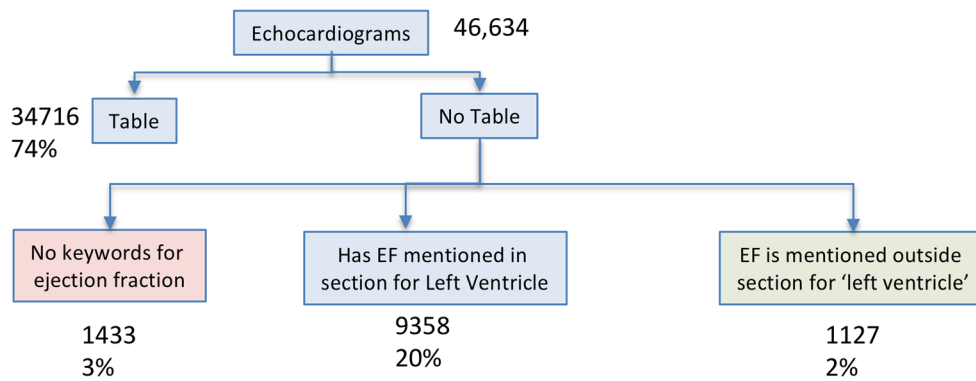 Echocardiograms
46,634
34716
74%
Table
No Table
No keywords for
ejection fraction
1433
3%
Has EF mentioned in
section for Left Ventricle
9358
20%
EF is mentioned outside
section for ‘left ventricle’
1127
2%